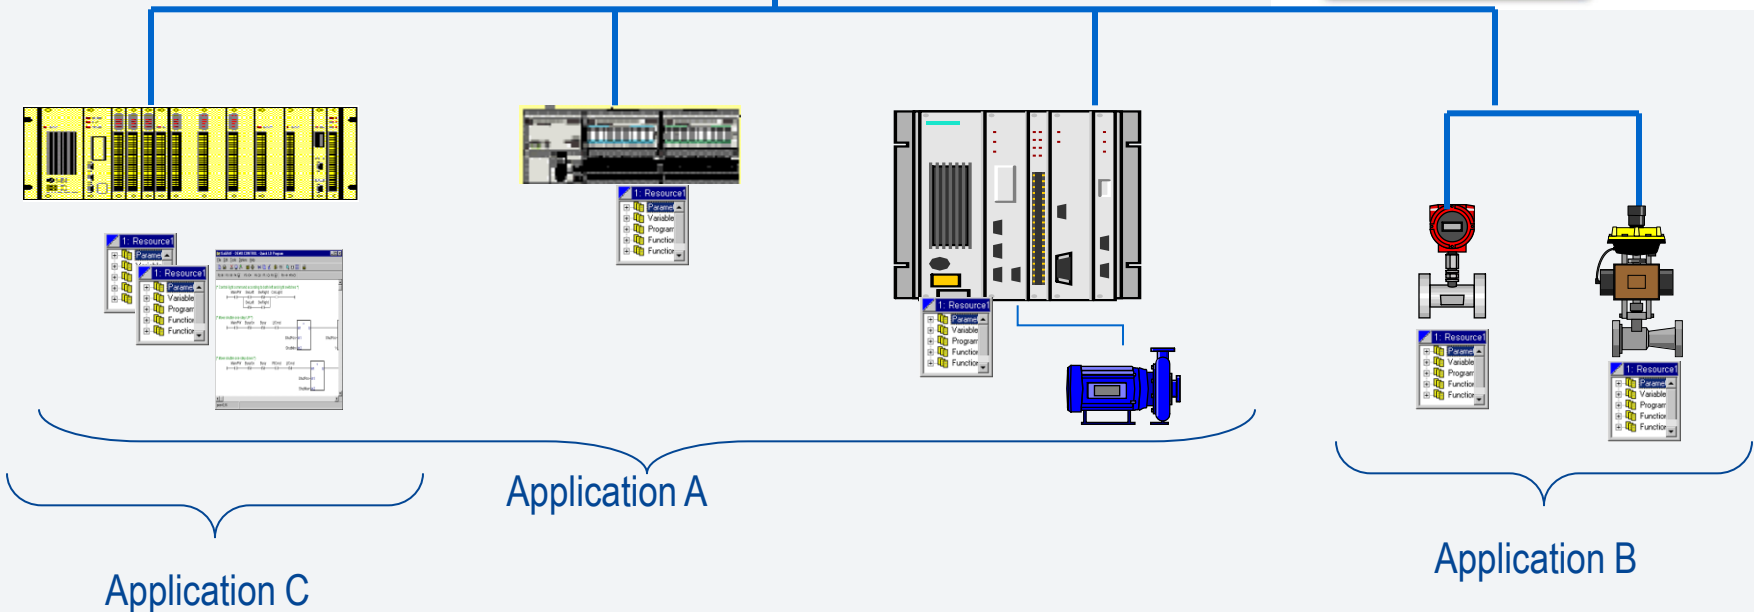 1: Resource1
Parame
Variable
Program
Function
Function
1: Resource1
Parame
1: Resource1
Parame
Variable
Program
Function
Function
1: Resource1
Parame
Variable
Program
Function
Function
1: Resource1
Parame
Variable
Program
Function
Function
1: Resource1
Parame
Variable
Program
Function
Function
Application A
Application B
Application C